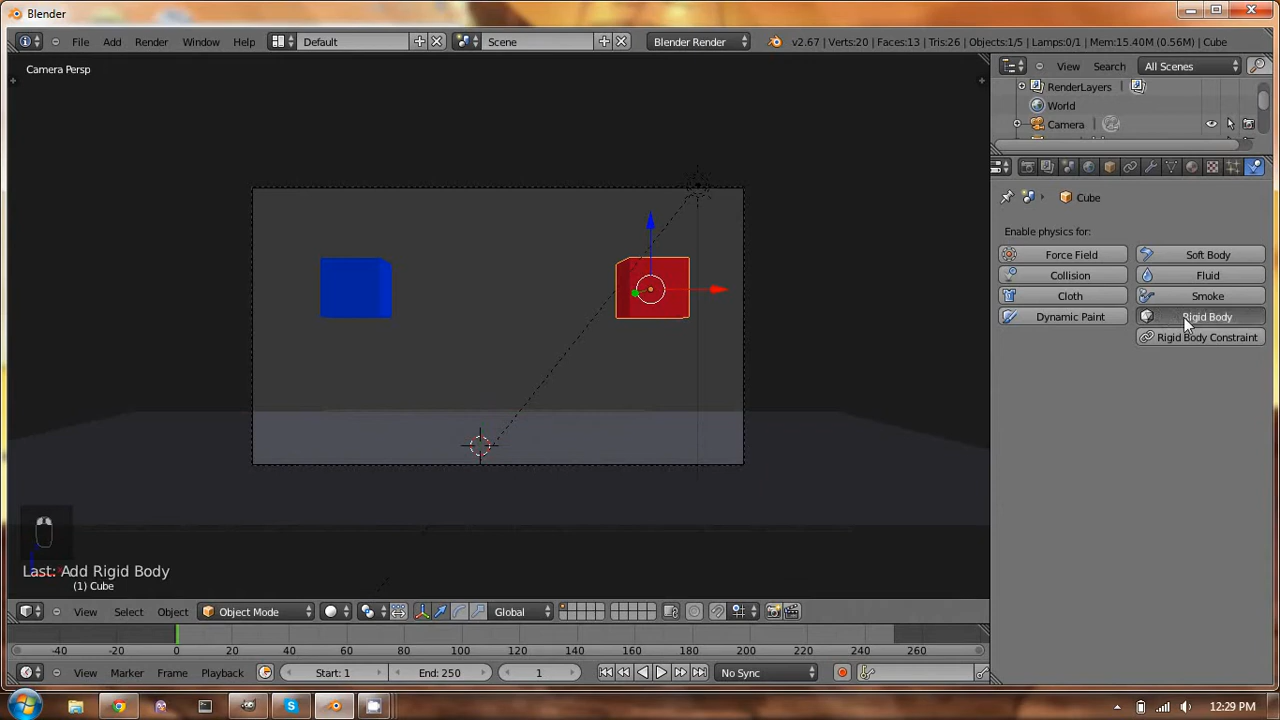 Blender
File Add Render Window Help Default Scene Blender Render v2.67 | Verts:20 | Faces:13 | Tris:26 | Objects:1/5 | Lamps:0/1 | Mem:15.40M (0.56M) | Cube
Camera Persp
View Search All Scenes
RenderLayers
World
Camera
Cube
Enable physics for:
Force Field Soft Body
Collision Fluid
Cloth Smoke
Dynamic Paint Rigid Body
Rigid Body Constraint
Last: Add Rigid Body
(1) Cube
View Select Object Object Mode Global
-40 -20 0 20 40 60 80 100 120 140 160 180 200 220 240 260
View Marker Frame Playback Start: 1 End: 250 1 No Sync
12:29 PM